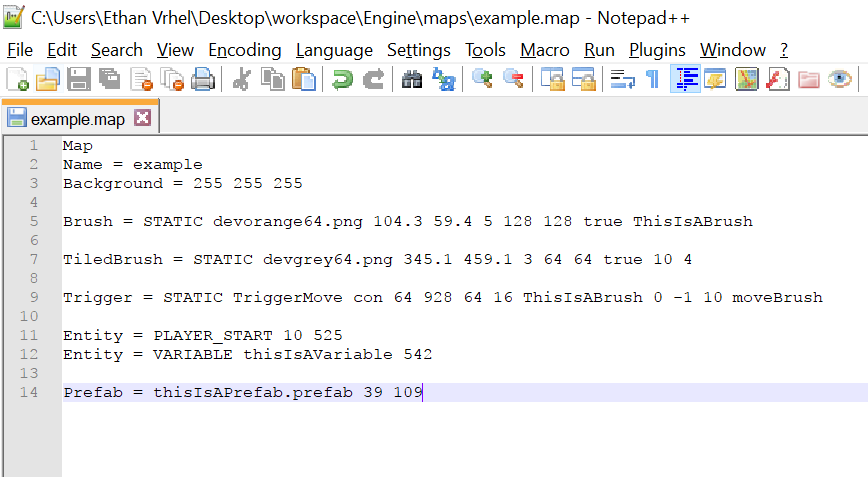 C:\Users\Ethan Vrhel\Desktop\workspace\Engine\maps\example.map - Notepad++
File Edit Search View Encoding Language Settings Tools Macro Run Plugins Window ?
example.map
1 Map
2 Name = example
3 Background = 255 255 255
4
5 Brush = STATIC devorange64.png 104.3 59.4 5 128 128 true ThisIsABrush
6
7 TiledBrush = STATIC devgrey64.png 345.1 459.1 3 64 64 true 10 4
8
9 Trigger = STATIC TriggerMove con 64 928 64 16 ThisIsABrush 0 -1 10 moveBrush
10
11 Entity = PLAYER_START 10 525
12 Entity = VARIABLE thisIsAVariable 542
13
14 Prefab = thisIsAPrefab.prefab 39 109